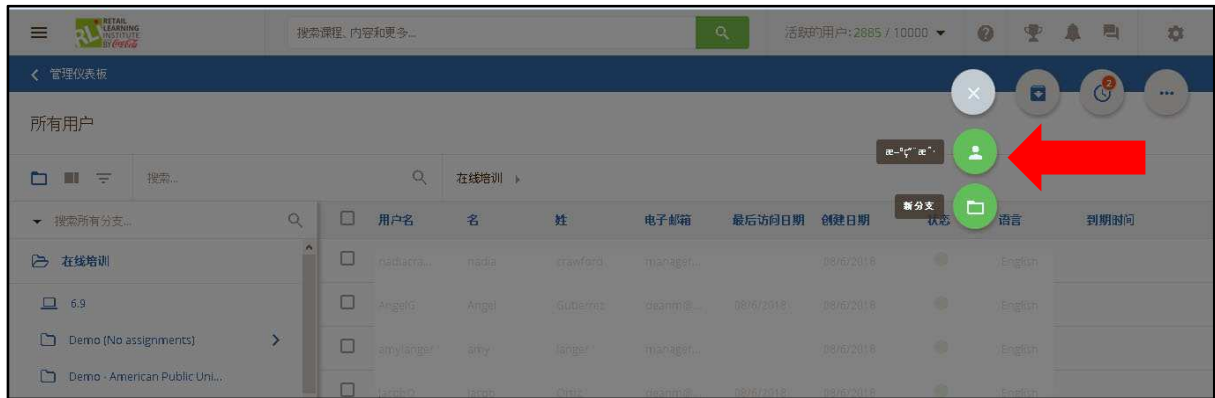 RETAIL
LEARNING
INSTITUTE
BY Coca-Cola
RLI
搜索课程、内容和更多...
活跃的用户: 2885 / 10000
管理仪表板
2
所有用户
æ–°ç”¨æˆ·
搜索...
在线培训
新分支
搜索所有分支...
用户名 名 姓 电子邮箱 最后访问日期 创建日期 状态 语言 到期时间
在线培训
nadiacra... nadia crawford manager... 08/6/2018 English
6.9
AngelG Angel Gutierrez deanm@... 08/6/2018 08/6/2018 English
Demo (No assignments)
amylanger amy langer manager... 08/6/2018 English
Demo - American Public Uni...
JacobO Jacob Ortiz deanm@... 08/6/2018 08/6/2018 English